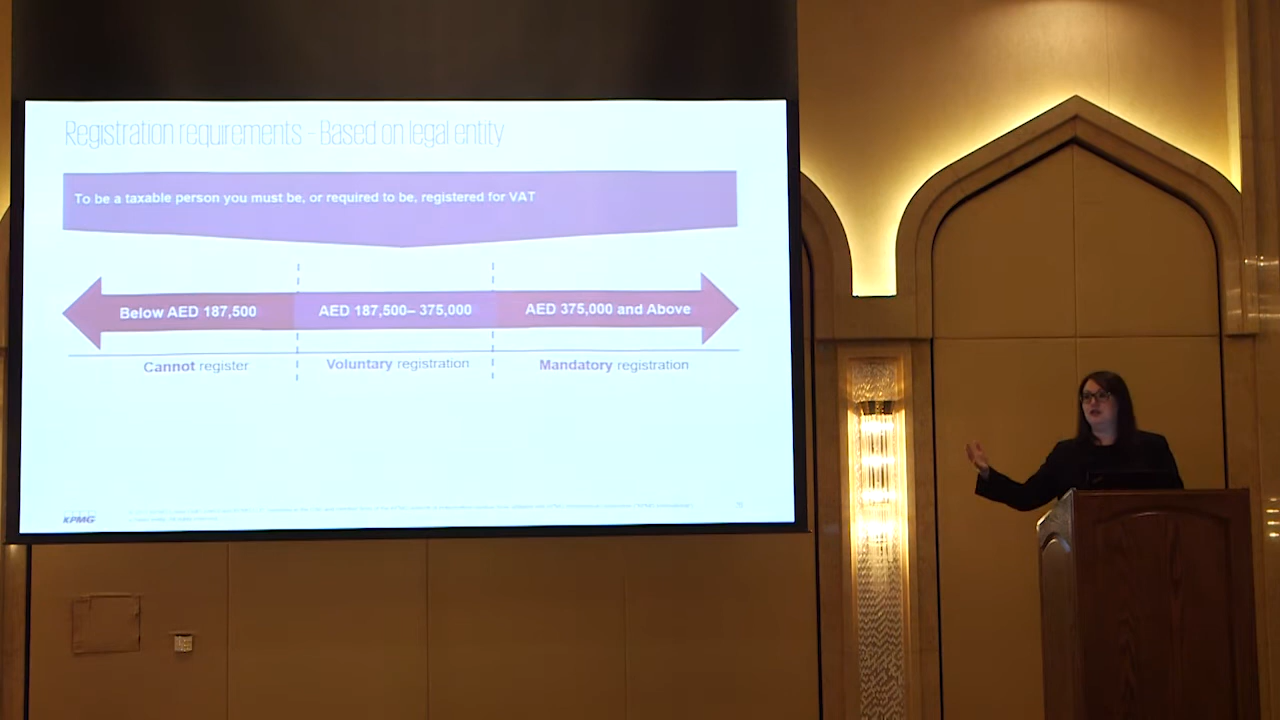 Registration requirements - Based on legal entity
To be a taxable person you must be, or required to be, registered for VAT
Below AED 187,500
AED 187,500– 375,000
AED 375,000 and Above
Cannot register
Voluntary registration
Mandatory registration
KPMG